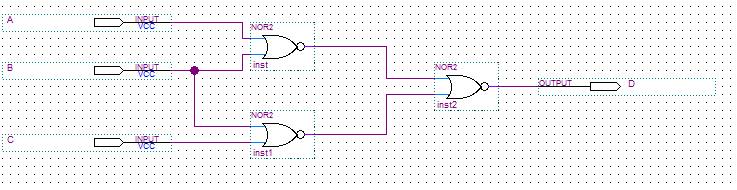 A INPUT
VCC
NOR2
inst
B INPUT
VCC
NOR2
inst2
OUTPUT D
NOR2
inst1
C INPUT
VCC